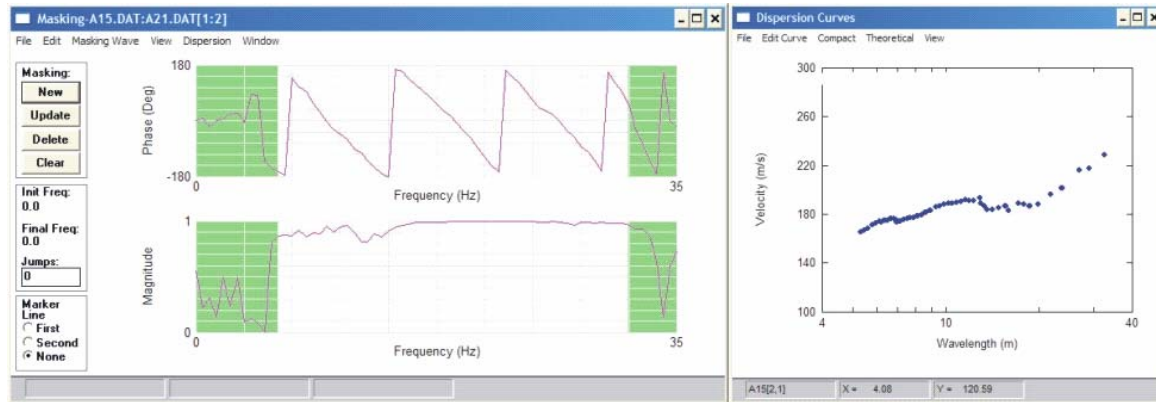 Masking-A15.DAT:A21.DAT[1:2]
File Edit Masking Wave View Dispersion Window
Masking:
New
Update
Delete
Clear
Init Freq:
0.0
Final Freq:
0.0
Jumps:
0
Marker
Line
First
Second
None
180
Phase (Deg)
-180
0
Frequency (Hz)
35
1
Magnitude
0
0
Frequency (Hz)
35
Dispersion Curves
File Edit Curve Compact Theoretical View
300
260
220
180
140
100
Velocity (m/s)
4 10 40
Wavelength (m)
A15[2,1] X = 4.08 Y = 120.59